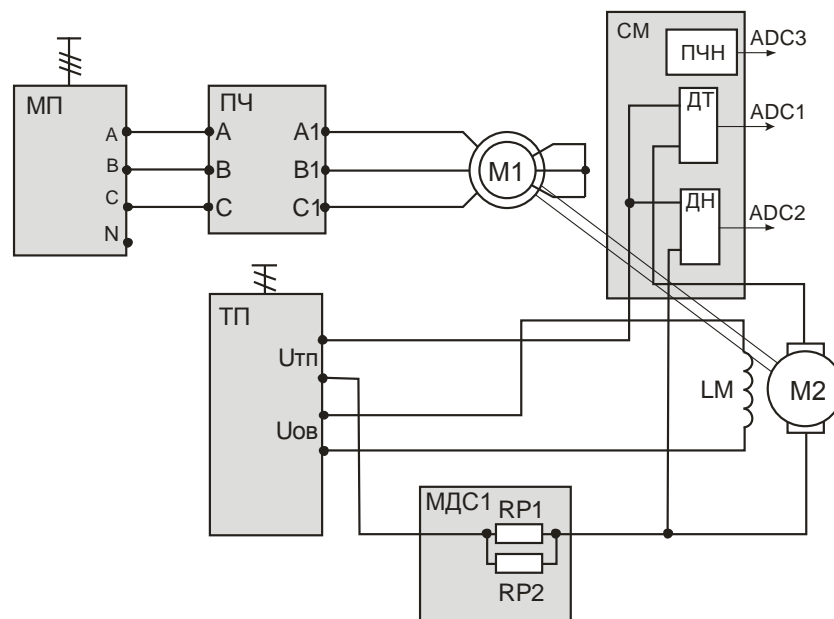 СМ
ПЧН
ADC3
МП
ПЧ
ДТ
ADC1
A
A
A1
B
B
B1
M1
C
C
C1
ДН
ADC2
N
ТП
Uтп
LM
M2
Uов
МДС1
RP1
RP2